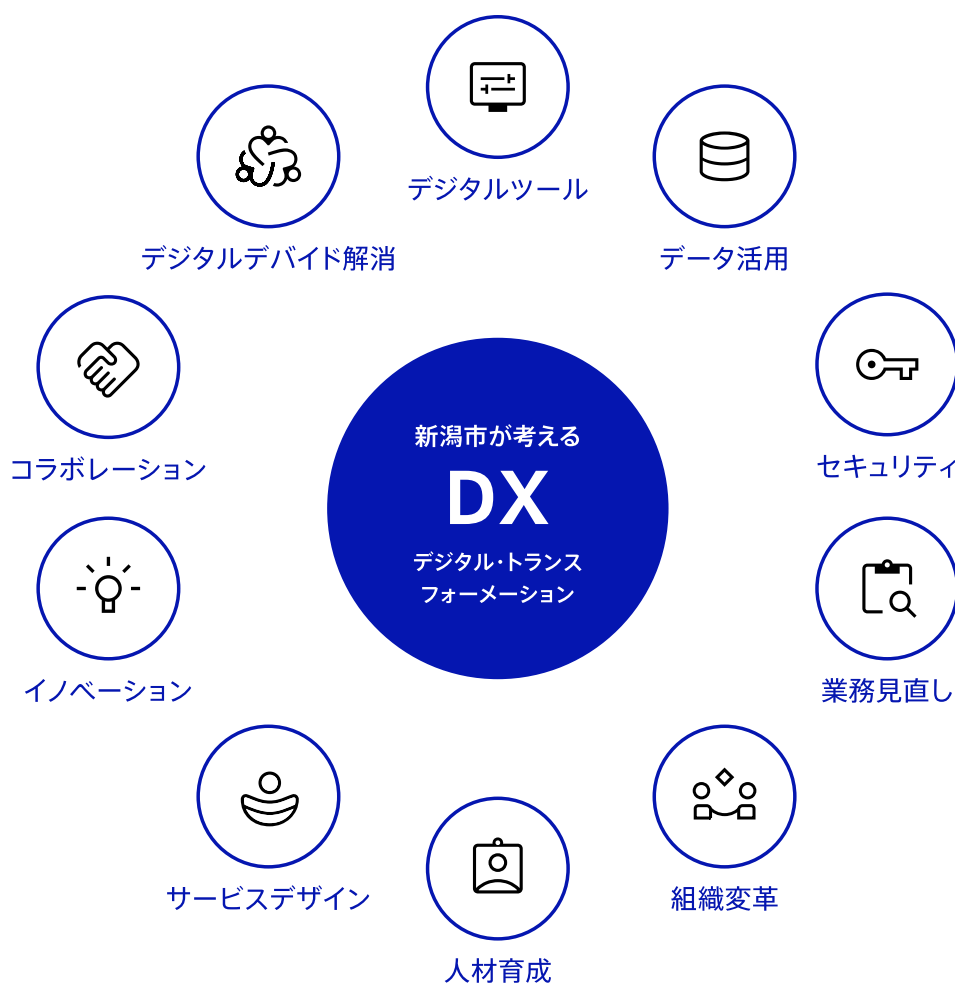 デジタルツール
デジタルデバイド解消
データ活用
コラボレーション
セキュリティ
新潟市が考える
DX
デジタル・トランス
フォーメーション
イノベーション
業務見直し
サービスデザイン
組織変革
人材育成